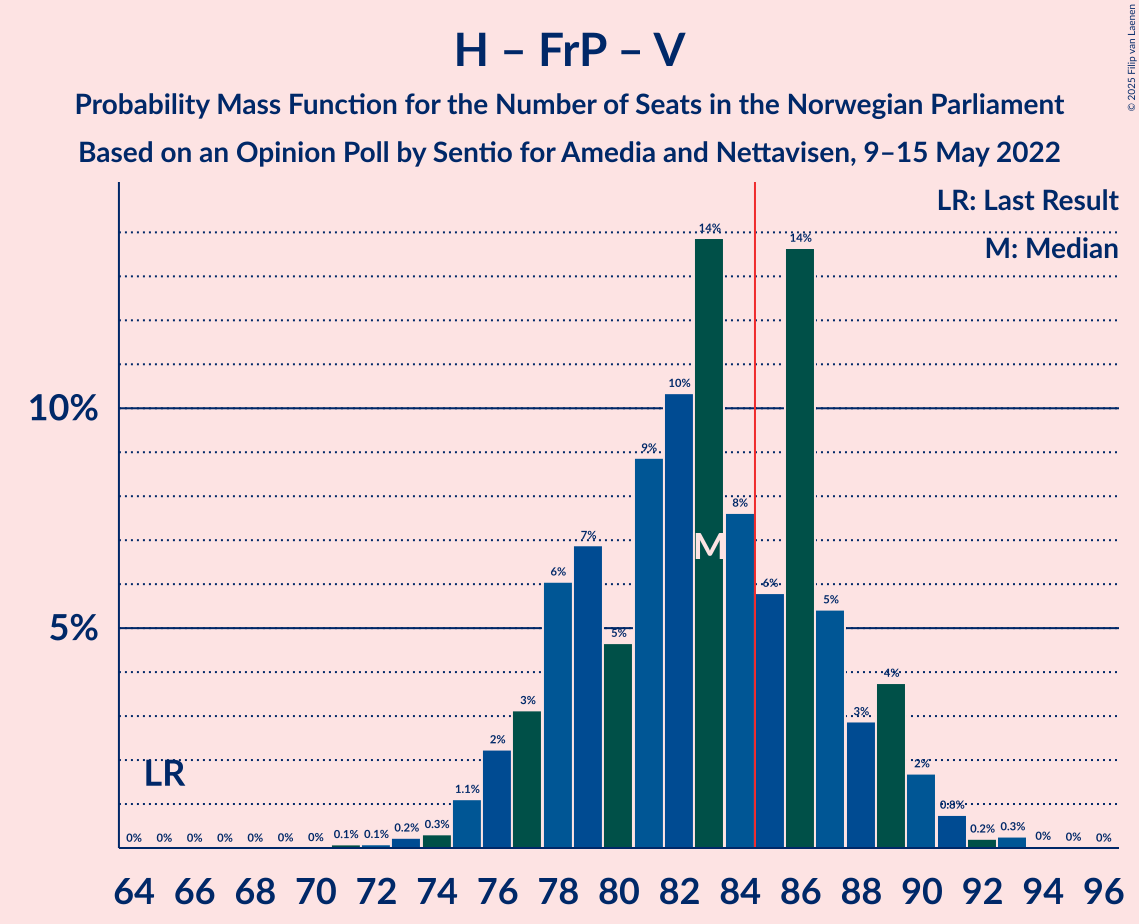 H – FrP – V
Probability Mass Function for the Number of Seats in the Norwegian Parliament
Based on an Opinion Poll by Sentio for Amedia and Nettavisen, 9–15 May 2022
© 2025 Filip van Laenen
LR: Last Result
M: Median
10%
5%
LR
M
0% 0% 0% 0% 0% 0% 0% 0.1% 0.1% 0.2% 0.3% 1.1% 2% 3% 6% 7% 5% 9% 10% 14% 8% 6% 14% 5% 3% 4% 2% 0.8% 0.2% 0.3% 0% 0% 0%
64 66 68 70 72 74 76 78 80 82 84 86 88 90 92 94 96